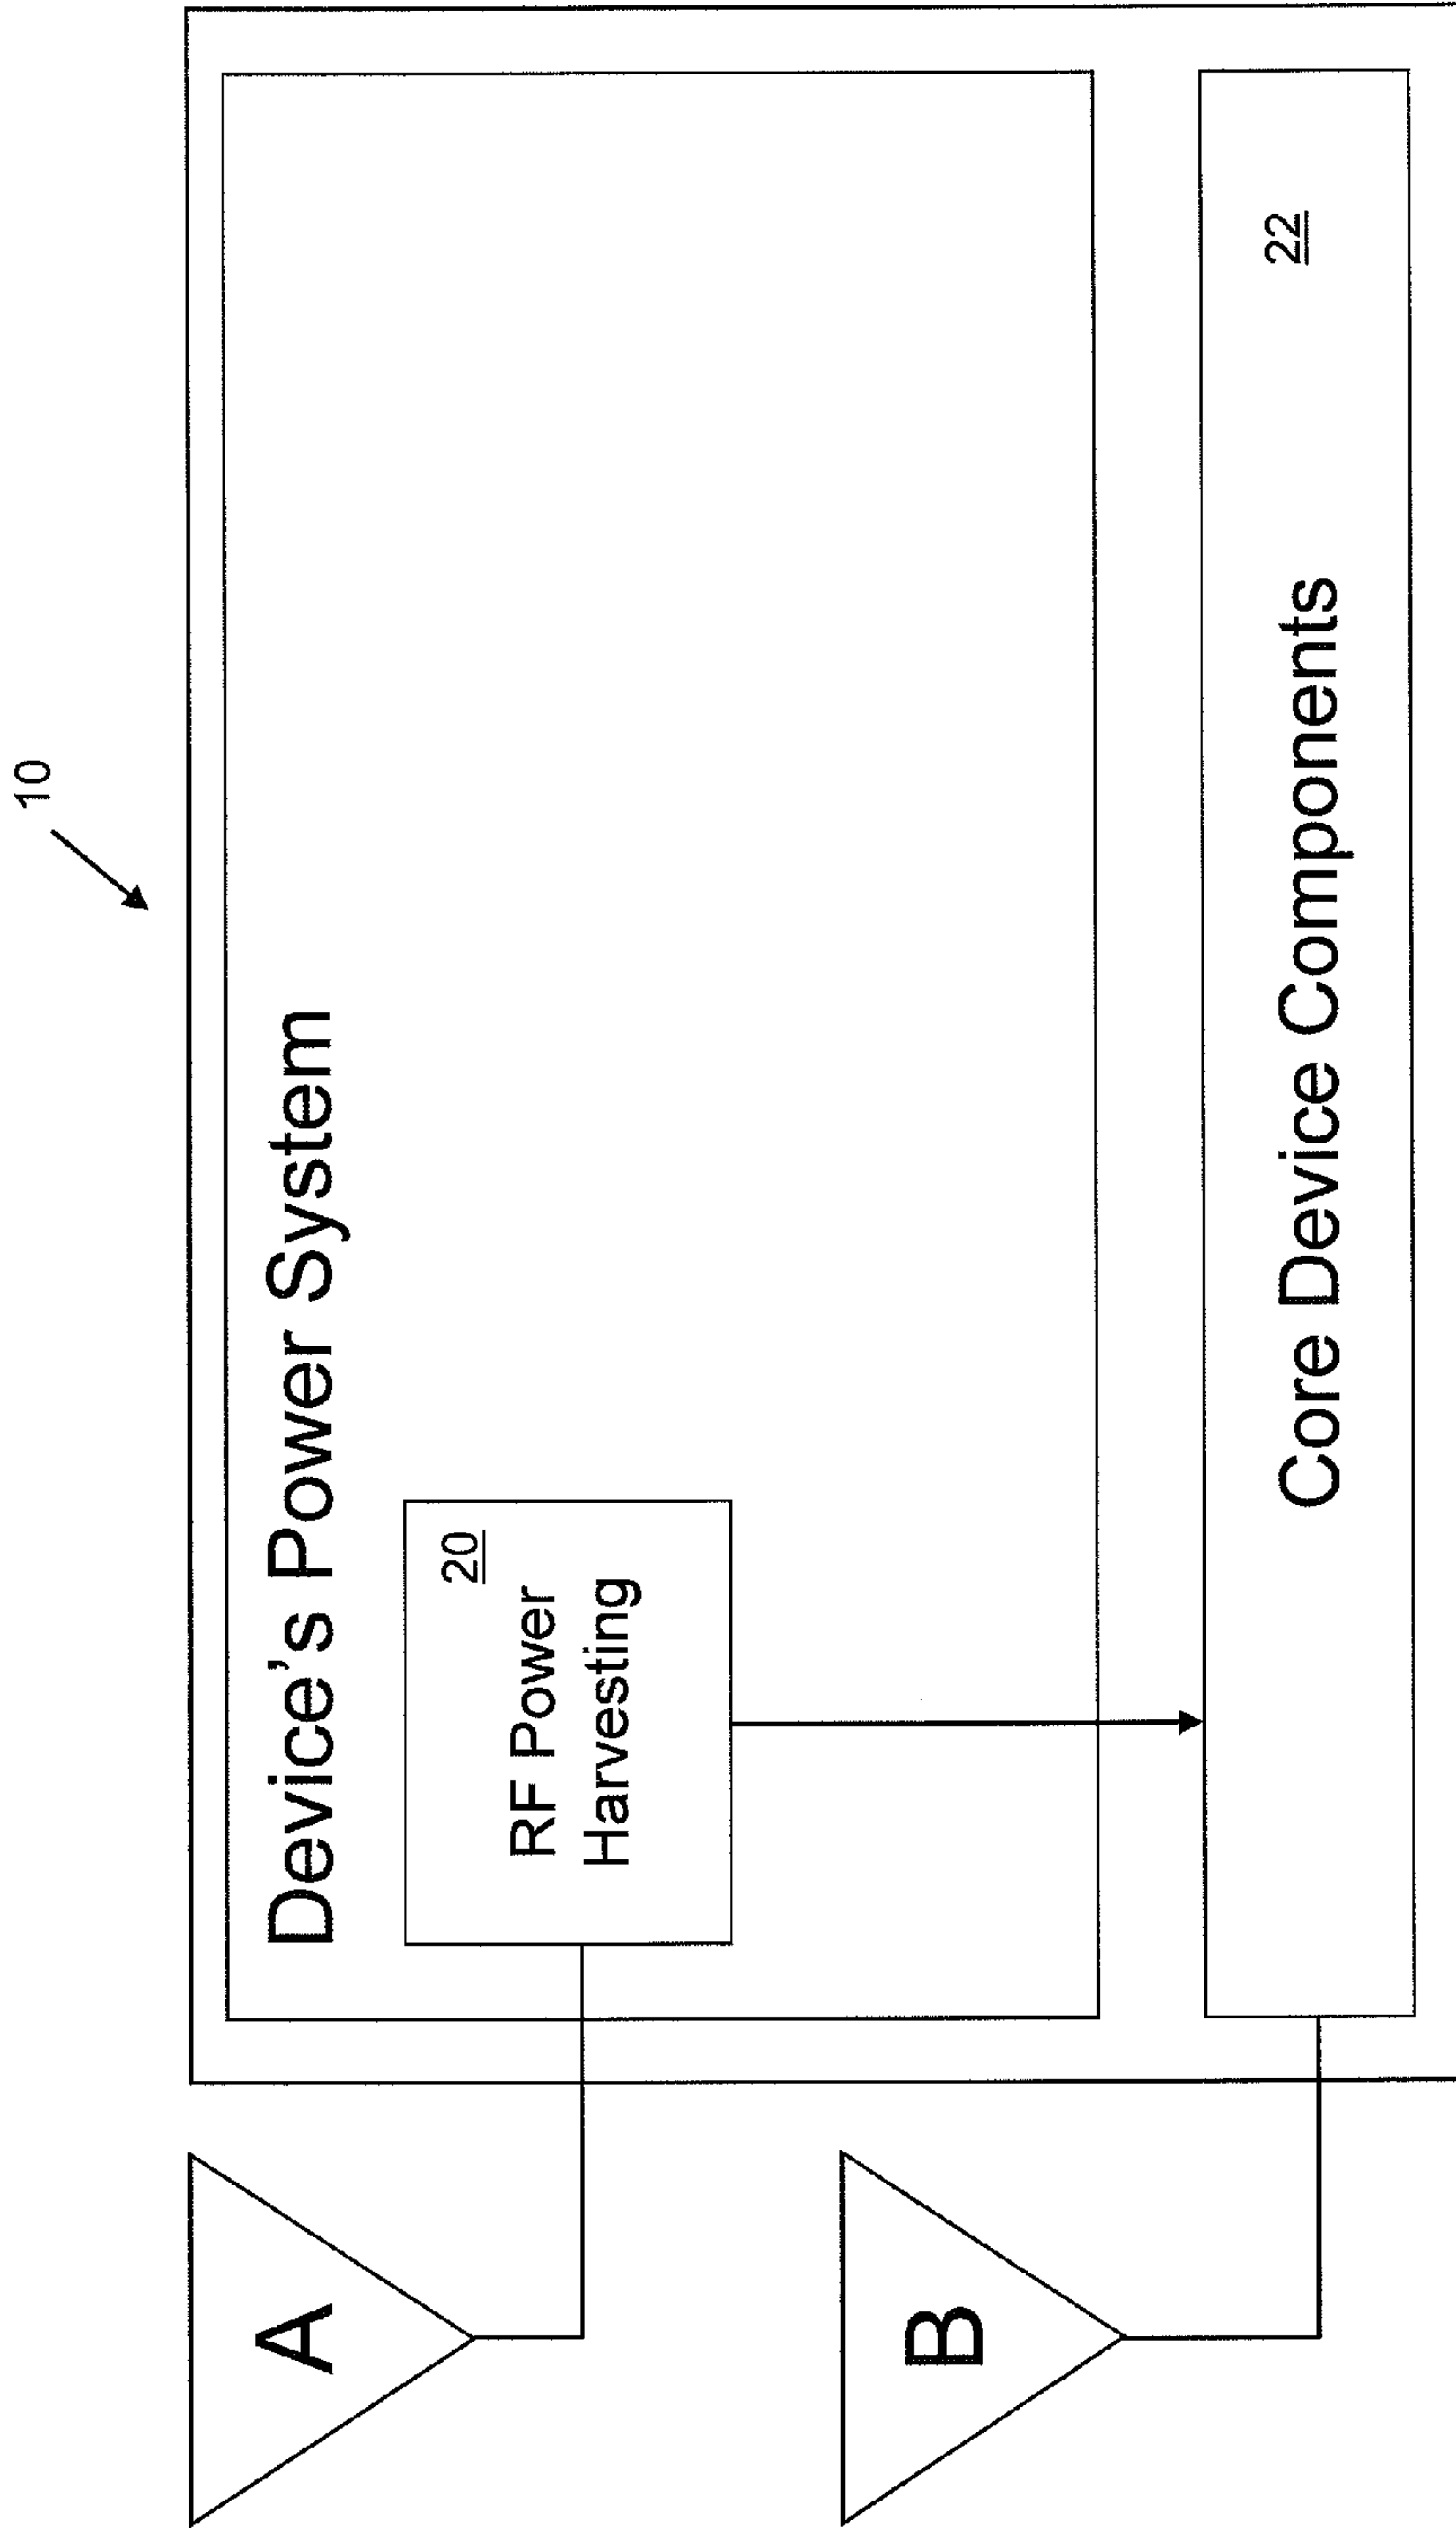 10
Device's Power System
A
20
RF Power
Harvesting
B
22
Core Device Components